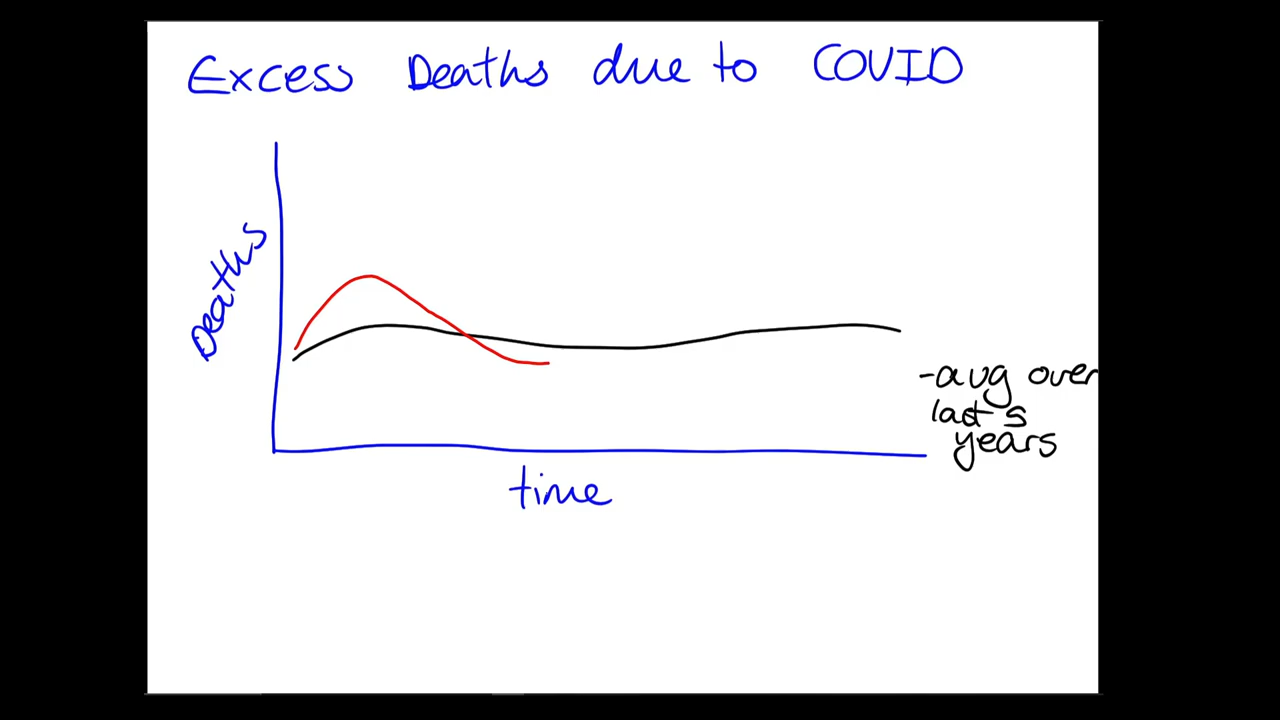 Excess Deaths due to COVID
Deaths
-avg over
last 5
years
time